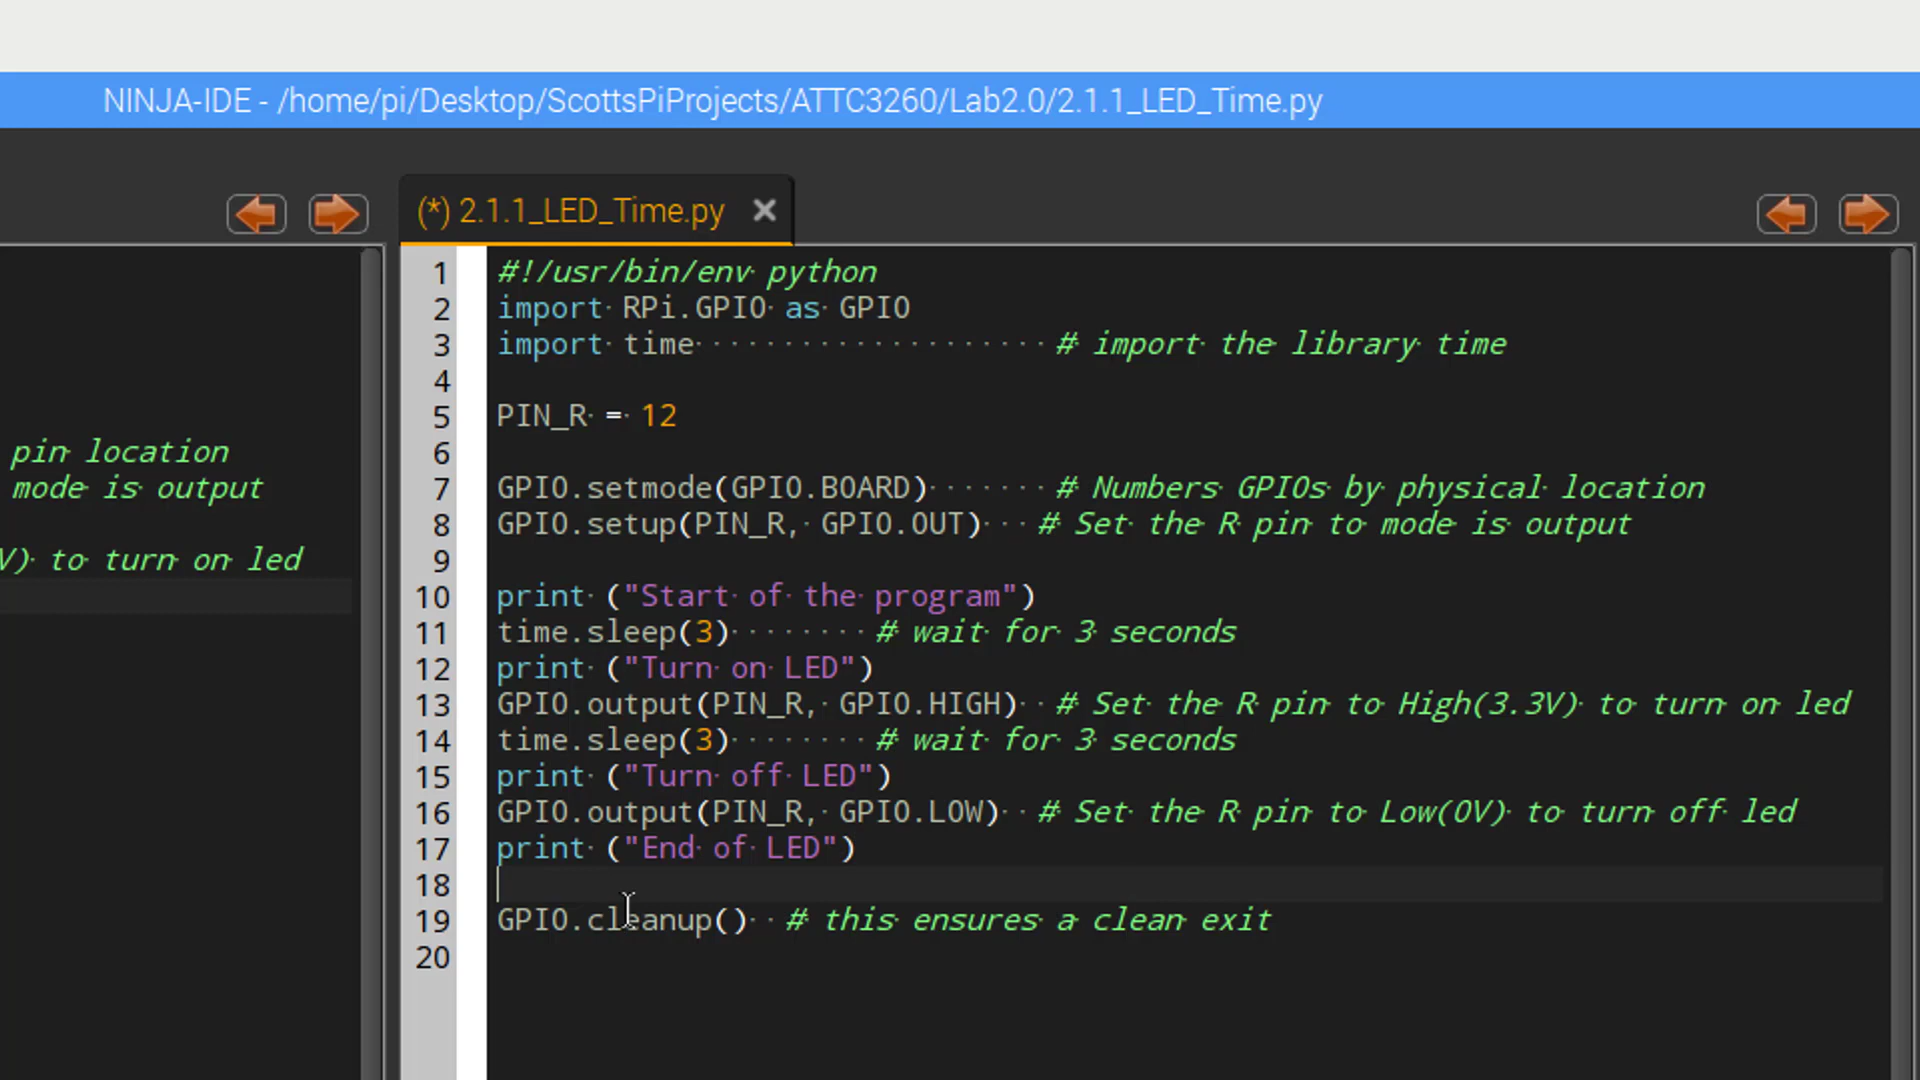 NINJA-IDE - /home/pi/Desktop/ScottsPiProjects/ATTC3260/Lab2.0/2.1.1_LED_Time.py
(*) 2.1.1_LED_Time.py
pin location
mode is output
V) to turn on led
1 #!/usr/bin/env python
2 import RPi.GPIO as GPIO
3 import time # import the library time
4
5 PIN_R = 12
6
7 GPIO.setmode(GPIO.BOARD) # Numbers GPIOs by physical location
8 GPIO.setup(PIN_R, GPIO.OUT) # Set the R pin to mode is output
9
10 print ("Start of the program")
11 time.sleep(3) # wait for 3 seconds
12 print ("Turn on LED")
13 GPIO.output(PIN_R, GPIO.HIGH) # Set the R pin to High(3.3V) to turn on led
14 time.sleep(3) # wait for 3 seconds
15 print ("Turn off LED")
16 GPIO.output(PIN_R, GPIO.LOW) # Set the R pin to Low(0V) to turn off led
17 print ("End of LED")
18
19 GPIO.cleanup() # this ensures a clean exit
20